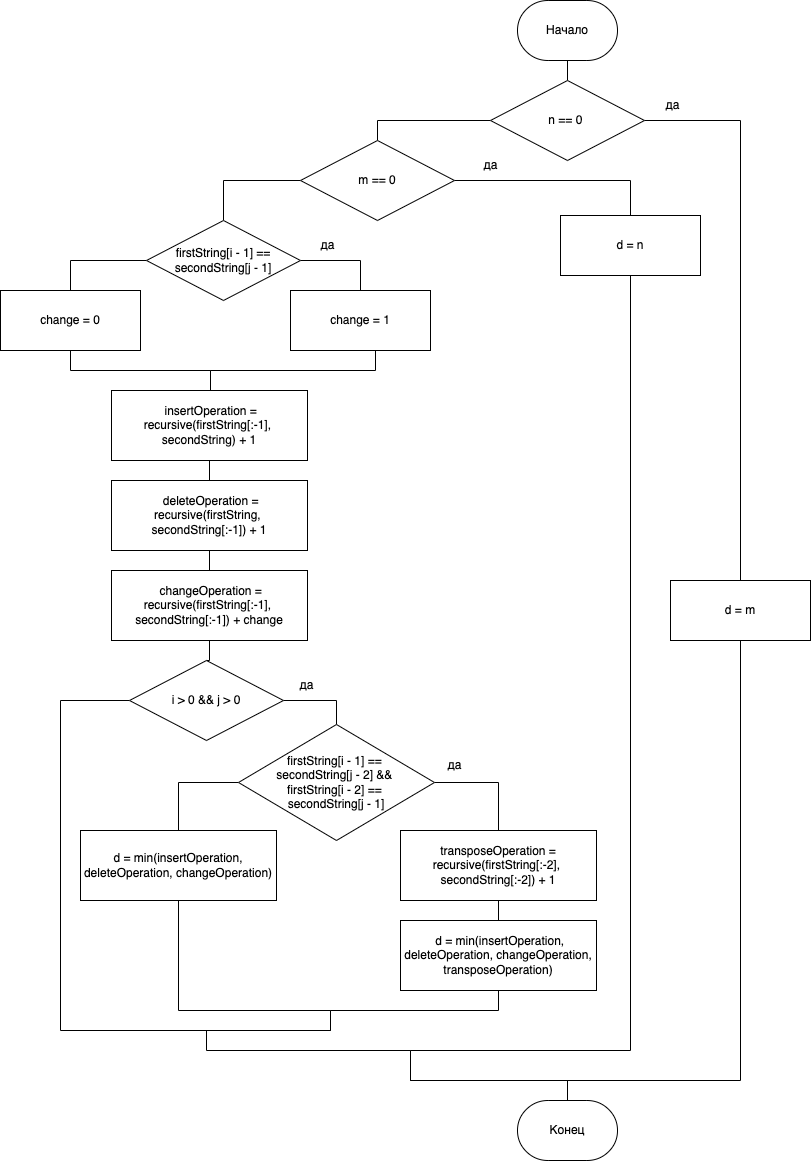 Начало
n == 0
да
m == 0
да
d = n
firstString[i - 1] ==
secondString[j - 1]
да
change = 0
change = 1
insertOperation =
recursive(firstString[:-1],
secondString) + 1
deleteOperation =
recursive(firstString,
secondString[:-1]) + 1
changeOperation =
recursive(firstString[:-1],
secondString[:-1]) + change
d = m
i > 0 && j > 0
да
firstString[i - 1] ==
secondString[j - 2] &&
firstString[i - 2] ==
secondString[j - 1]
да
d = min(insertOperation,
deleteOperation, changeOperation)
transposeOperation =
recursive(firstString[:-2],
secondString[:-2]) + 1
d = min(insertOperation,
deleteOperation, changeOperation,
transposeOperation)
Конец